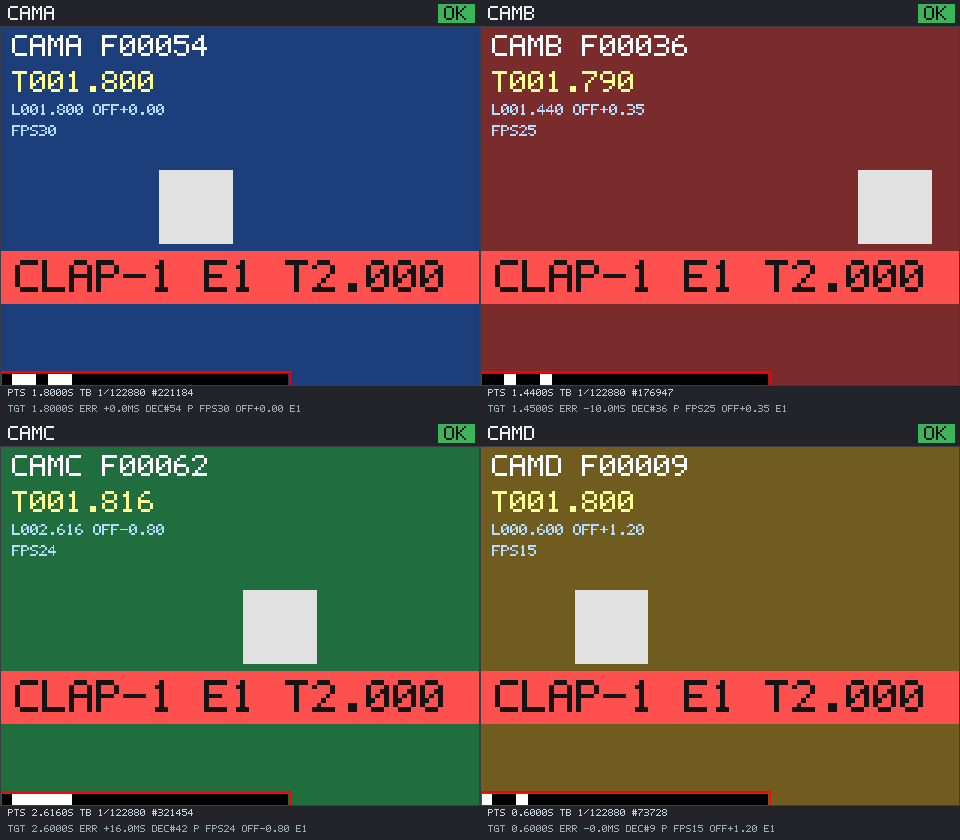 CAMA OK
CAMA F00054
T001.800
L001.800 OFF+0.00
FPS30
CLAP-1 E1 T2.000
PTS 1.8000S TB 1/122880 #221184
TGT 1.8000S ERR +0.0MS DEC#54 P FPS30 OFF+0.00 E1
CAMB OK
CAMB F00036
T001.790
L001.440 OFF+0.35
FPS25
CLAP-1 E1 T2.000
PTS 1.4400S TB 1/122880 #176947
TGT 1.4500S ERR -10.0MS DEC#36 P FPS25 OFF+0.35 E1
CAMC OK
CAMC F00062
T001.816
L002.616 OFF-0.80
FPS24
CLAP-1 E1 T2.000
PTS 2.6160S TB 1/122880 #321454
TGT 2.6000S ERR +16.0MS DEC#42 P FPS24 OFF-0.80 E1
CAMD OK
CAMD F00009
T001.800
L000.600 OFF+1.20
FPS15
CLAP-1 E1 T2.000
PTS 0.6000S TB 1/122880 #73728
TGT 0.6000S ERR -0.0MS DEC#9 P FPS15 OFF+1.20 E1